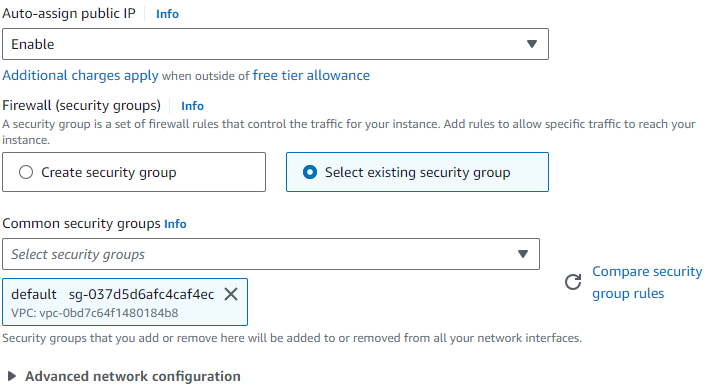 Auto-assign public IP Info
Enable
Additional charges apply when outside of free tier allowance
Firewall (security groups) Info
A security group is a set of firewall rules that control the traffic for your instance. Add rules to allow specific traffic to reach your
instance.
Create security group
Select existing security group
Common security groups Info
Select security groups
Compare security
group rules
default sg-037d5d6afc4caf4ec
VPC: vpc-0bd7c64f1480184b8
Security groups that you add or remove here will be added to or removed from all your network interfaces.
Advanced network configuration